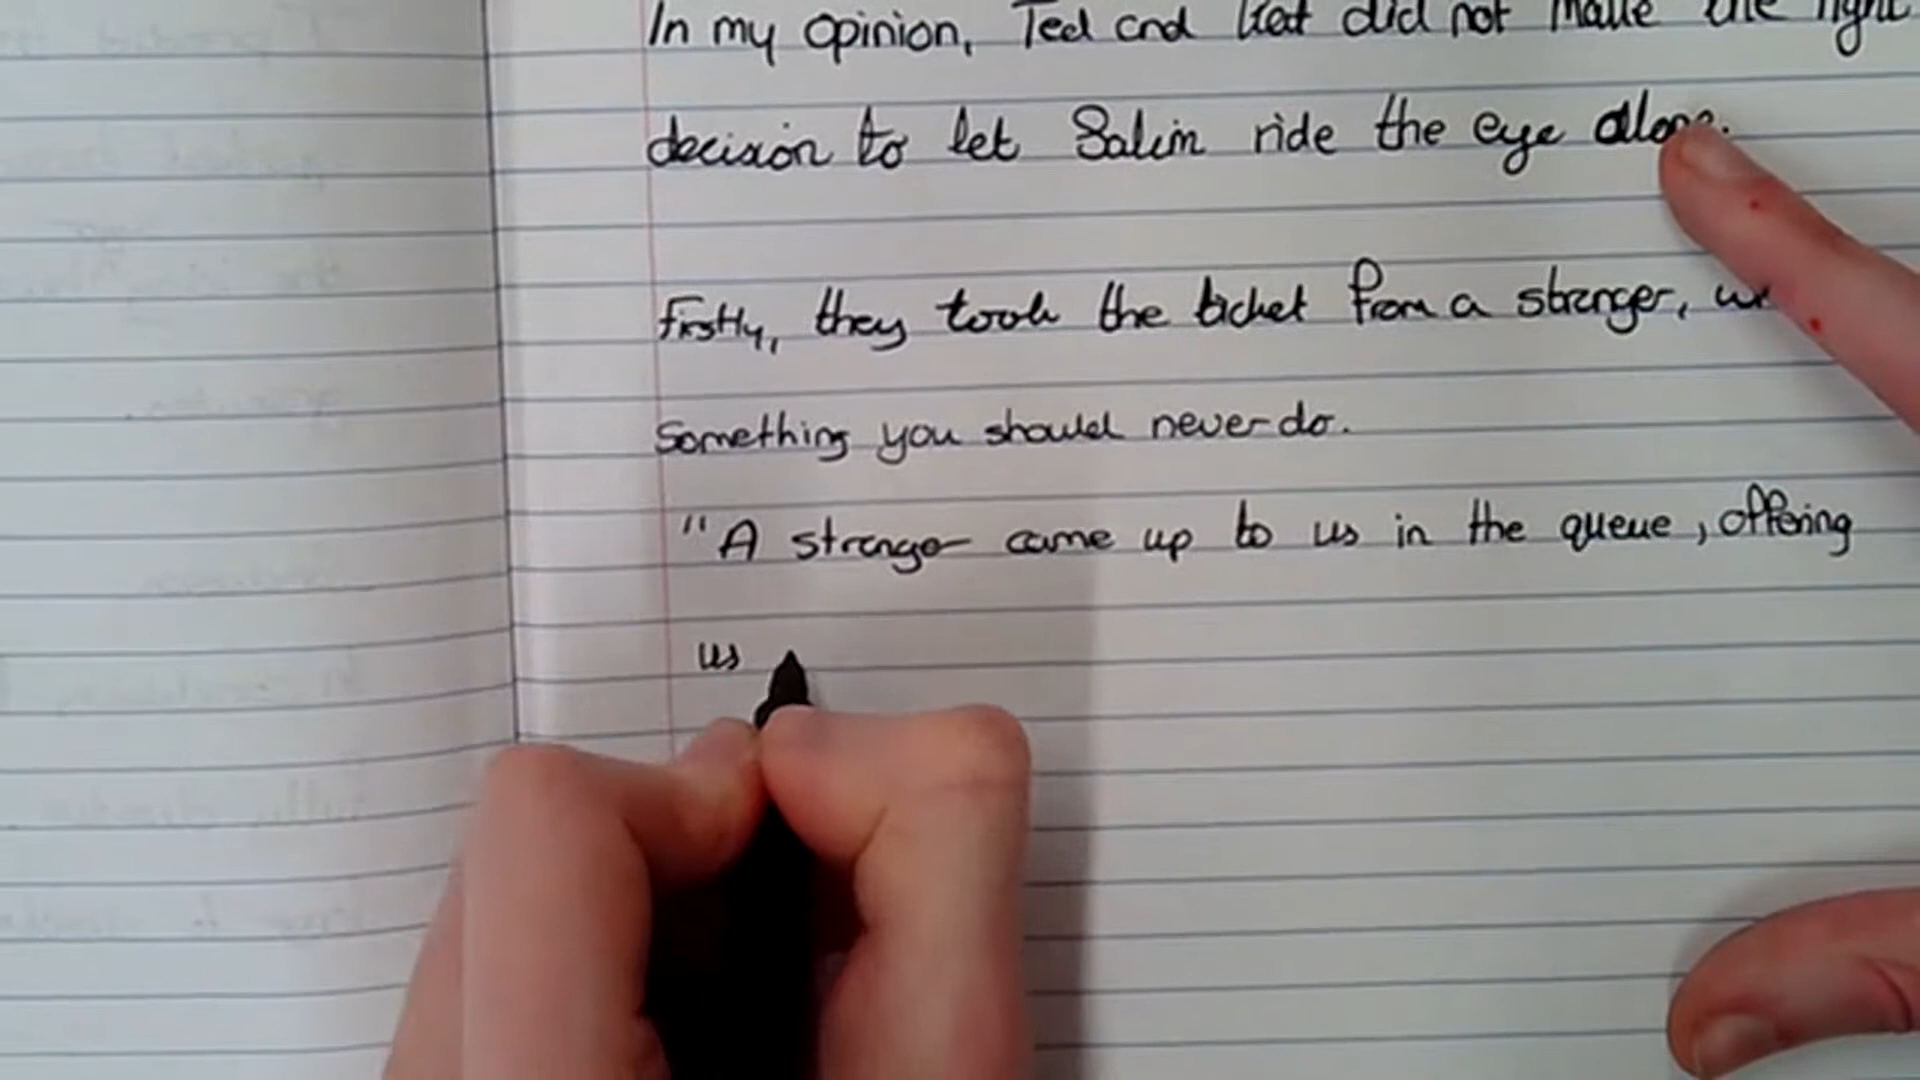 In my opinion, Ted and Kat did not make the right
decision to let Salim ride the eye alone.
Firstly, they took the ticket from a stranger,
something you should never do.
"A stranger came up to us in the queue, offering
us